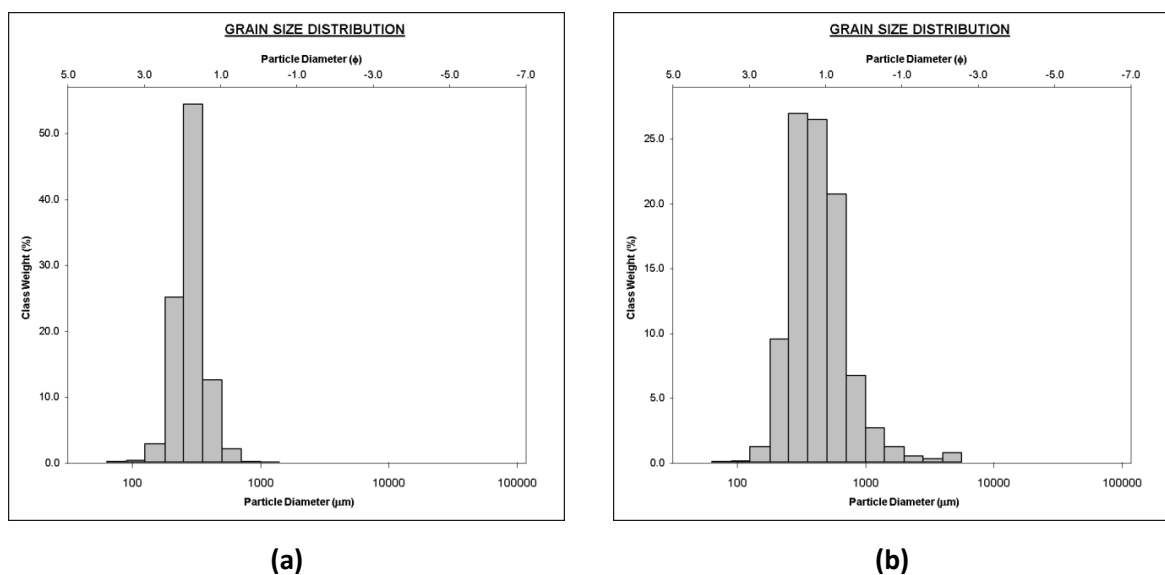 GRAIN SIZE DISTRIBUTION
Particle Diameter (ϕ)
5.0 3.0 1.0 -1.0 -3.0 -5.0 -7.0
50.0
40.0
30.0
20.0
10.0
0.0
Class Weight (%)
100 1000 10000 100000
Particle Diameter (μm)
(a)
GRAIN SIZE DISTRIBUTION
Particle Diameter (ϕ)
5.0 3.0 1.0 -1.0 -3.0 -5.0 -7.0
25.0
20.0
15.0
10.0
5.0
0.0
Class Weight (%)
100 1000 10000 100000
Particle Diameter (μm)
(b)